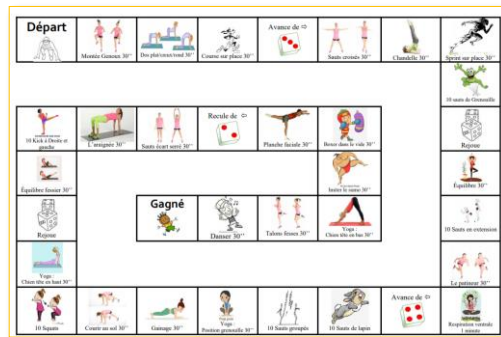 Départ
Montée Genoux 30’’
Dos plat/creux/rond 30’’
Course sur place 30’’
Avance de ⇨
Sauts croisés 30’’
Chandelle 30’’
Sprint sur place 30’’
10 sauts de Grenouille
Rejoue
Équilibre 30’’
10 Sauts en extension
Le patineur 30’’
Respiration ventrale
1 minute
Avance de ⇦
10 Sauts de lapin
10 Sauts groupés
Yoga :
Position grenouille 30’’
Gainage 30’’
Courir au sol 30’’
10 Squats
Yoga :
Chien tête en haut 30’’
Rejoue
Équilibre fessier 30’’
10 Kick à Droite et
gauche
L’araignée 30’’
Sauts écart serré 30’’
Recule de ⇦
Planche faciale 30’’
Boxer dans le vide 30’’
Imiter le sumo 30’’
Yoga :
Chien tête en bas 30’’
Talons fesses 30’’
Danser 30’’
Gagné